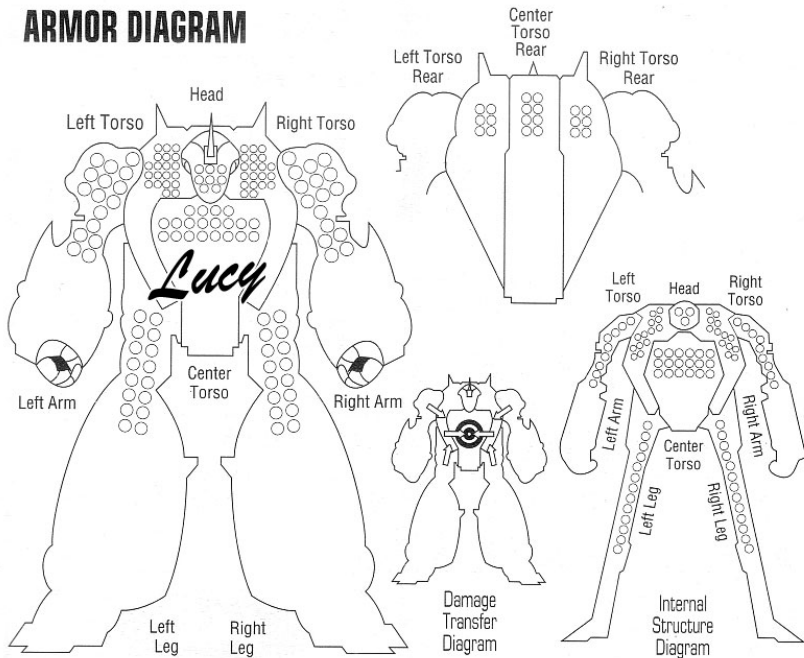 ARMOR DIAGRAM
Head
Left Torso
Right Torso
Lucy
Center
Torso
Left Arm
Right Arm
Left
Leg
Right
Leg
Center
Torso
Rear
Left Torso
Rear
Right Torso
Rear
Damage
Transfer
Diagram
Left
Torso
Head
Right
Torso
Left Arm
Right Arm
Center
Torso
Left Leg
Right Leg
Internal
Structure
Diagram